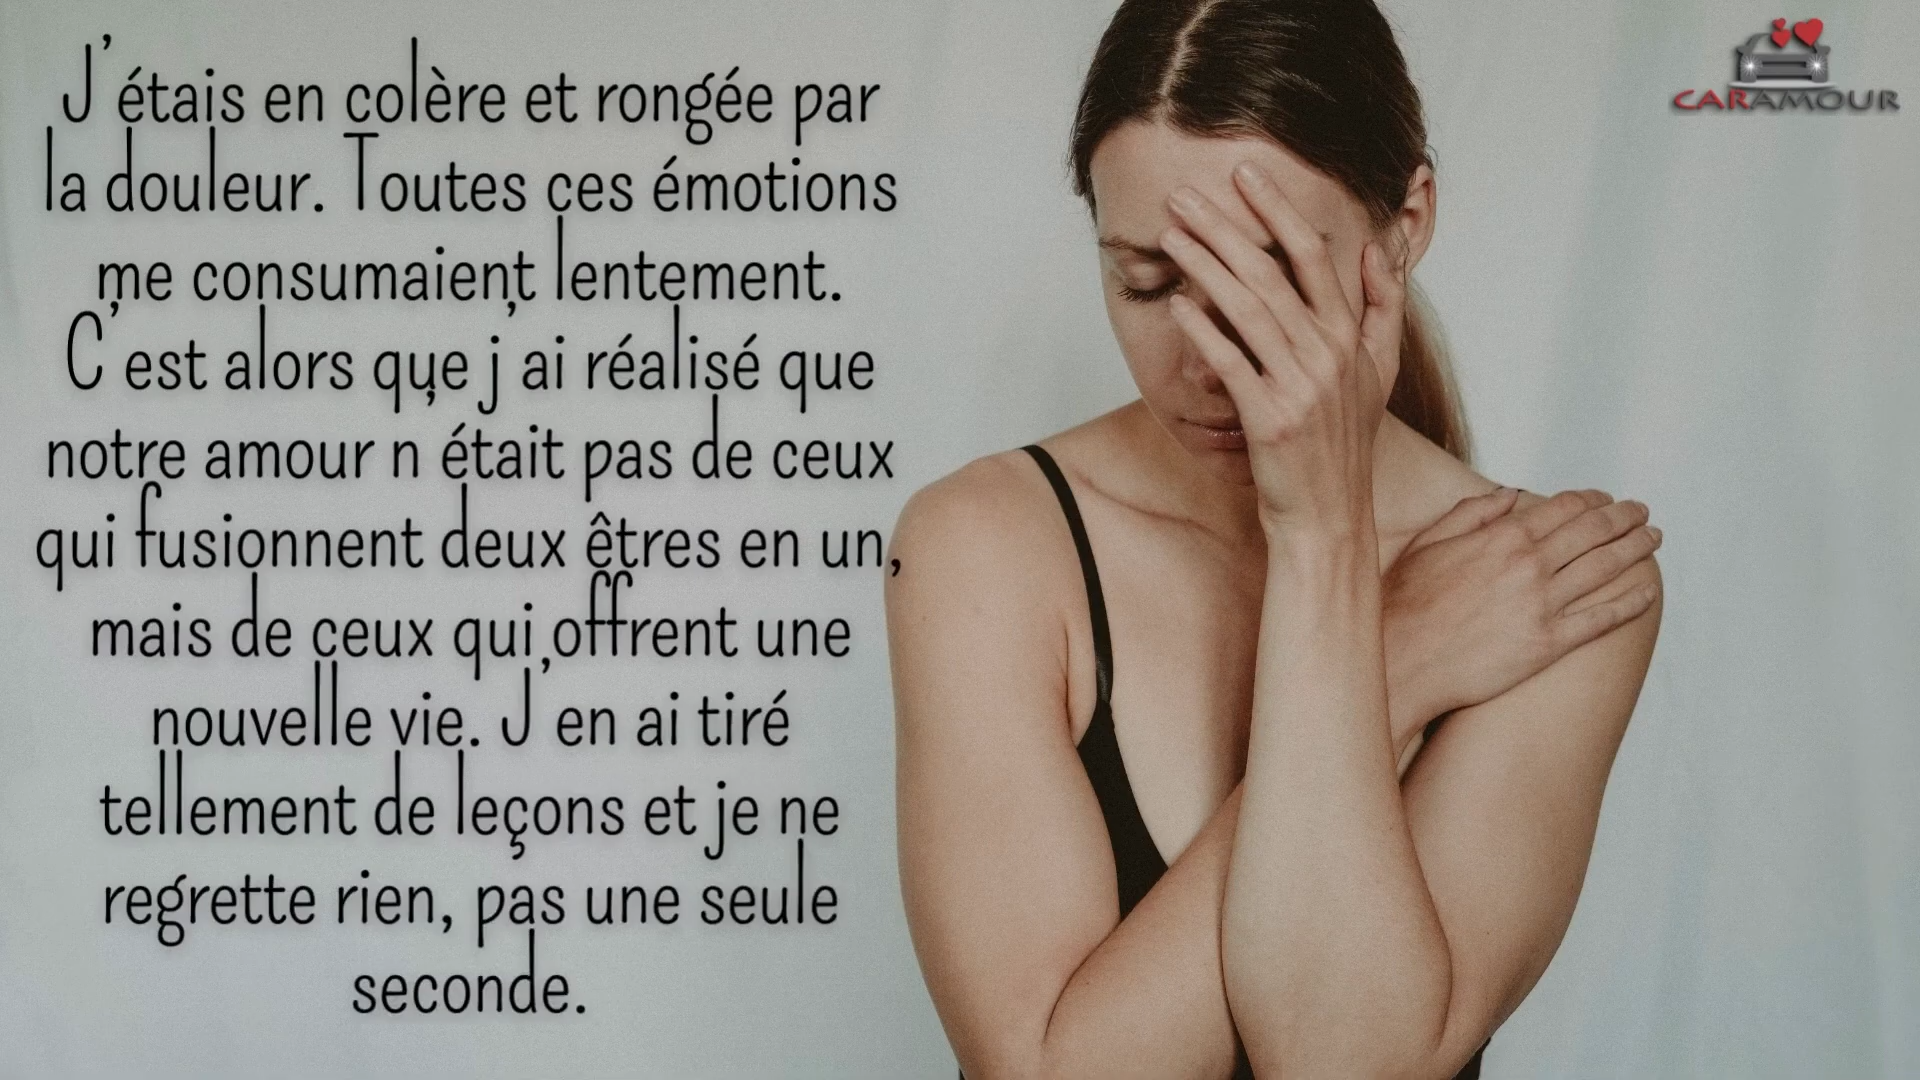 J'étais en colère et rongée par
la douleur. Toutes ces émotions
me consumaient lentement.
C'est alors que j'ai réalisé que
notre amour n'était pas de ceux
qui fusionnent deux êtres en un,
mais de ceux qui offrent une
nouvelle vie. J'en ai tiré
tellement de leçons et je ne
regrette rien, pas une seule
seconde.
CARAMOUR